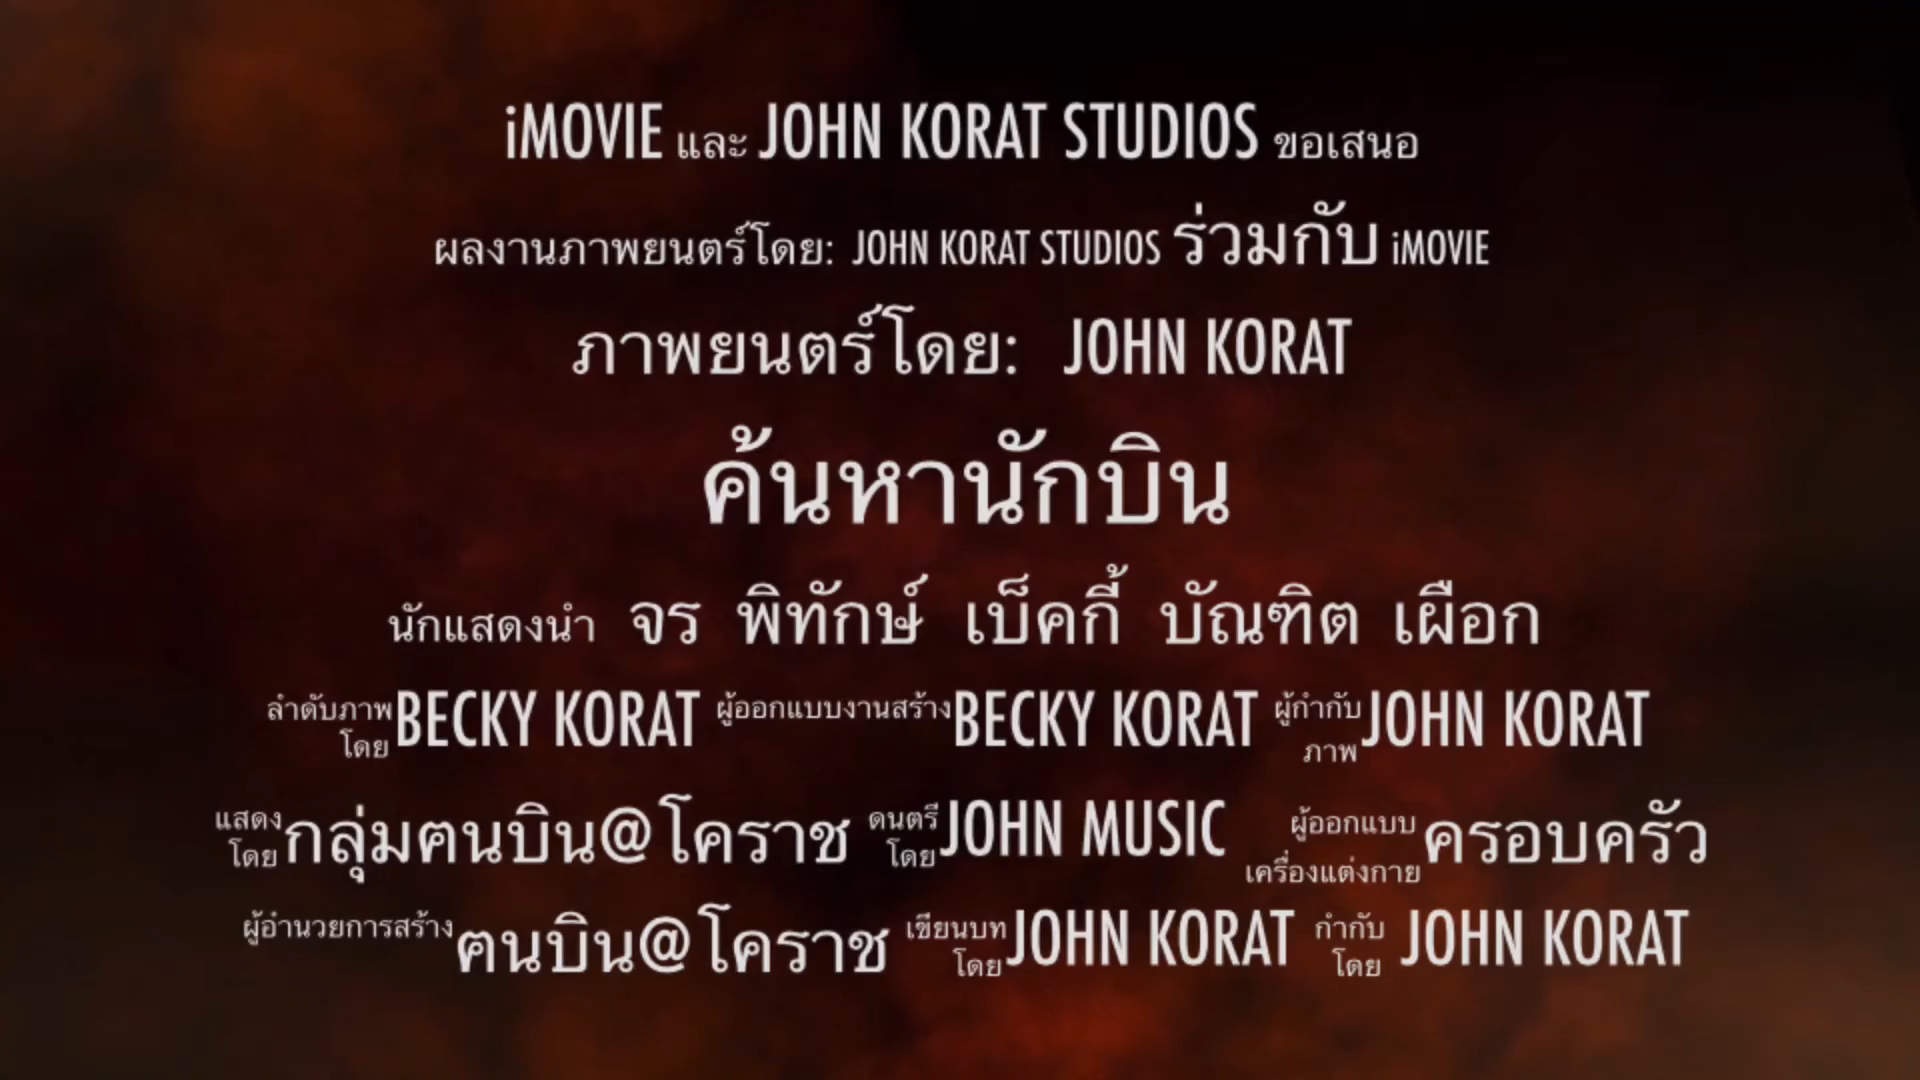 iMOVIE และ JOHN KORAT STUDIOS ขอเสนอ
ผลงานภาพยนตร์โดย: JOHN KORAT STUDIOS ร่วมกับ iMOVIE
ภาพยนตร์โดย: JOHN KORAT
ค้นหานักบิน
นักแสดงนำ จร พิทักษ์ เบ็คกี้ บัณฑิต เผือก
ลำดับภาพโดย BECKY KORAT ผู้ออกแบบงานสร้าง BECKY KORAT ผู้กำกับภาพ JOHN KORAT
แสดงโดย กลุ่มฅนบิน@โคราช ดนตรีโดย JOHN MUSIC ผู้ออกแบบเครื่องแต่งกาย ครอบครัว
ผู้อำนวยการสร้าง ฅนบิน@โคราช เขียนบทโดย JOHN KORAT กำกับโดย JOHN KORAT